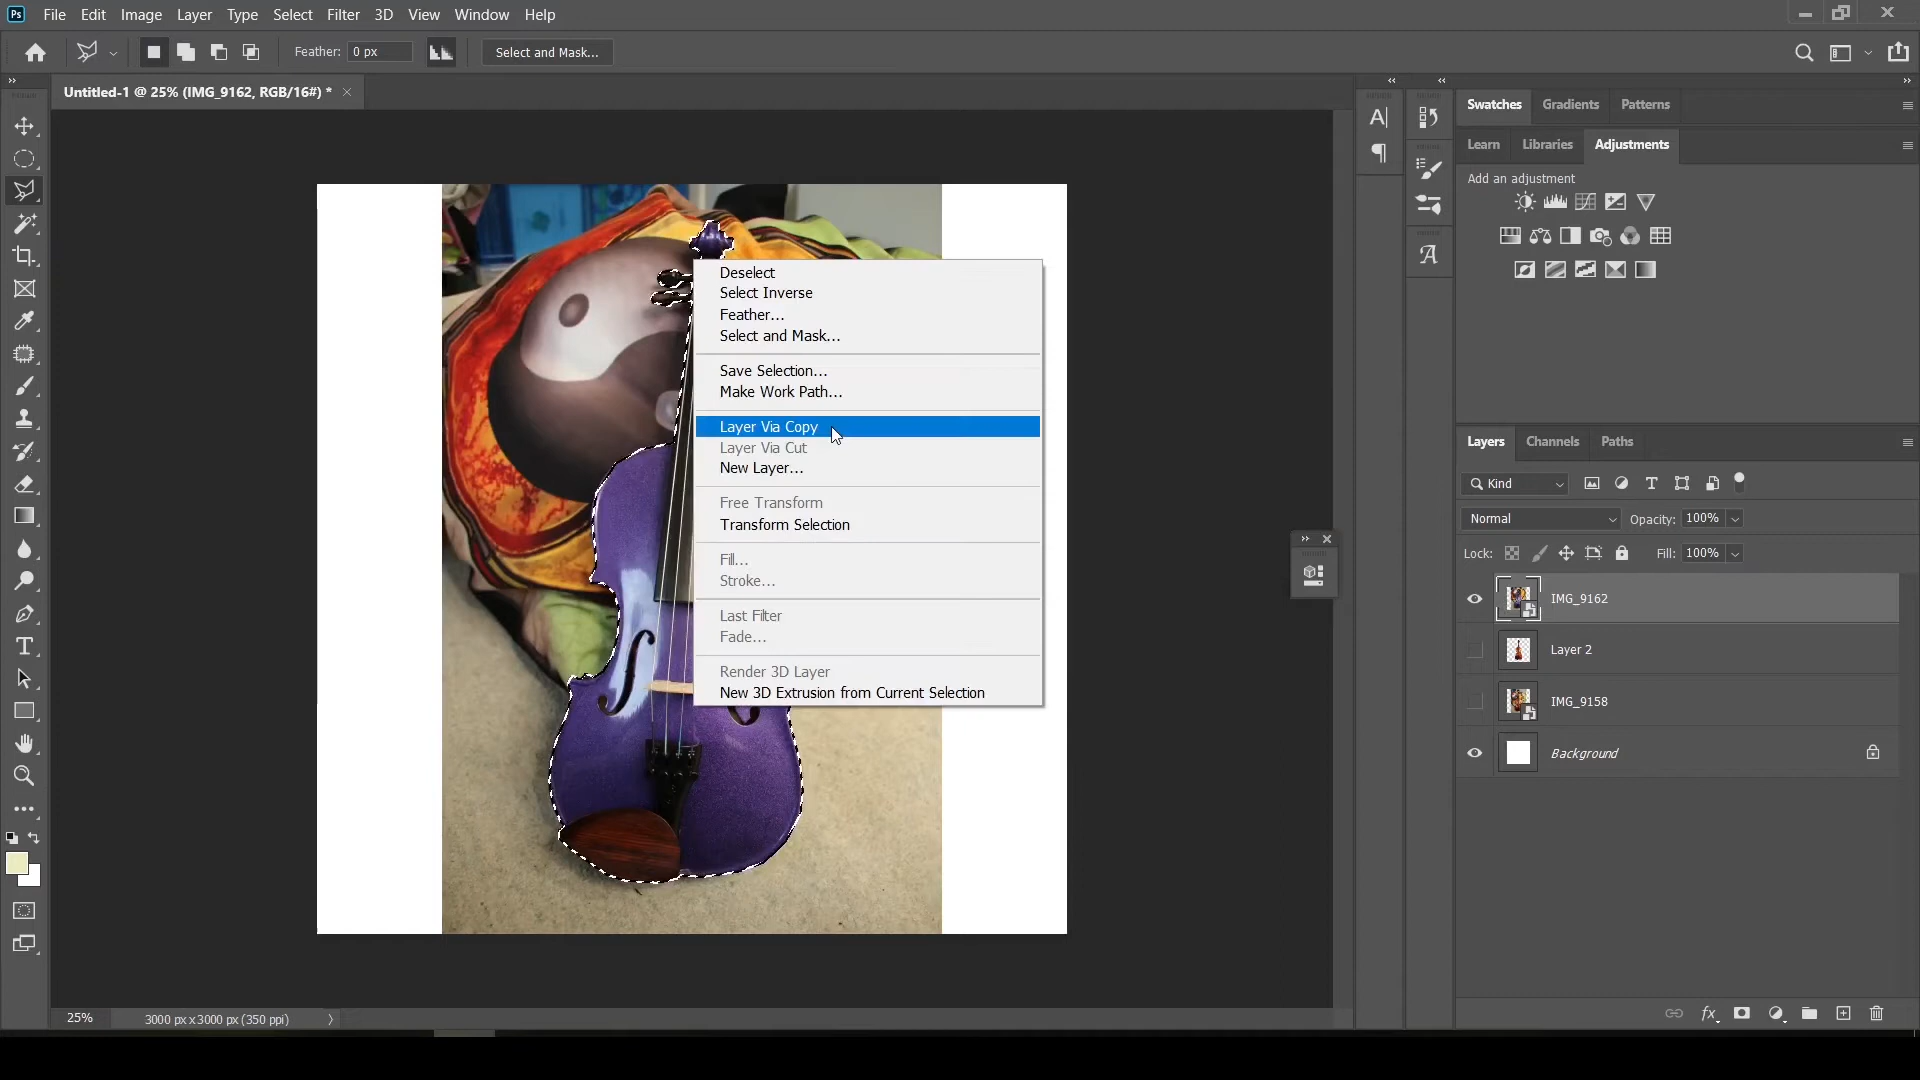 Ps File Edit Image Layer Type Select Filter 3D View Window Help
Feather: 0 px Select and Mask...
Untitled-1 @ 25% (IMG_9162, RGB/16#) *
Deselect
Select Inverse
Feather...
Select and Mask...
Save Selection...
Make Work Path...
Layer Via Copy
Layer Via Cut
New Layer...
Free Transform
Transform Selection
Fill...
Stroke...
Last Filter
Fade...
Render 3D Layer
New 3D Extrusion from Current Selection
Swatches Gradients Patterns
Learn Libraries Adjustments
Add an adjustment
Layers Channels Paths
Kind
Normal Opacity: 100%
Lock: Fill: 100%
IMG_9162
Layer 2
IMG_9158
Background
25% 3000 px x 3000 px (350 ppi)